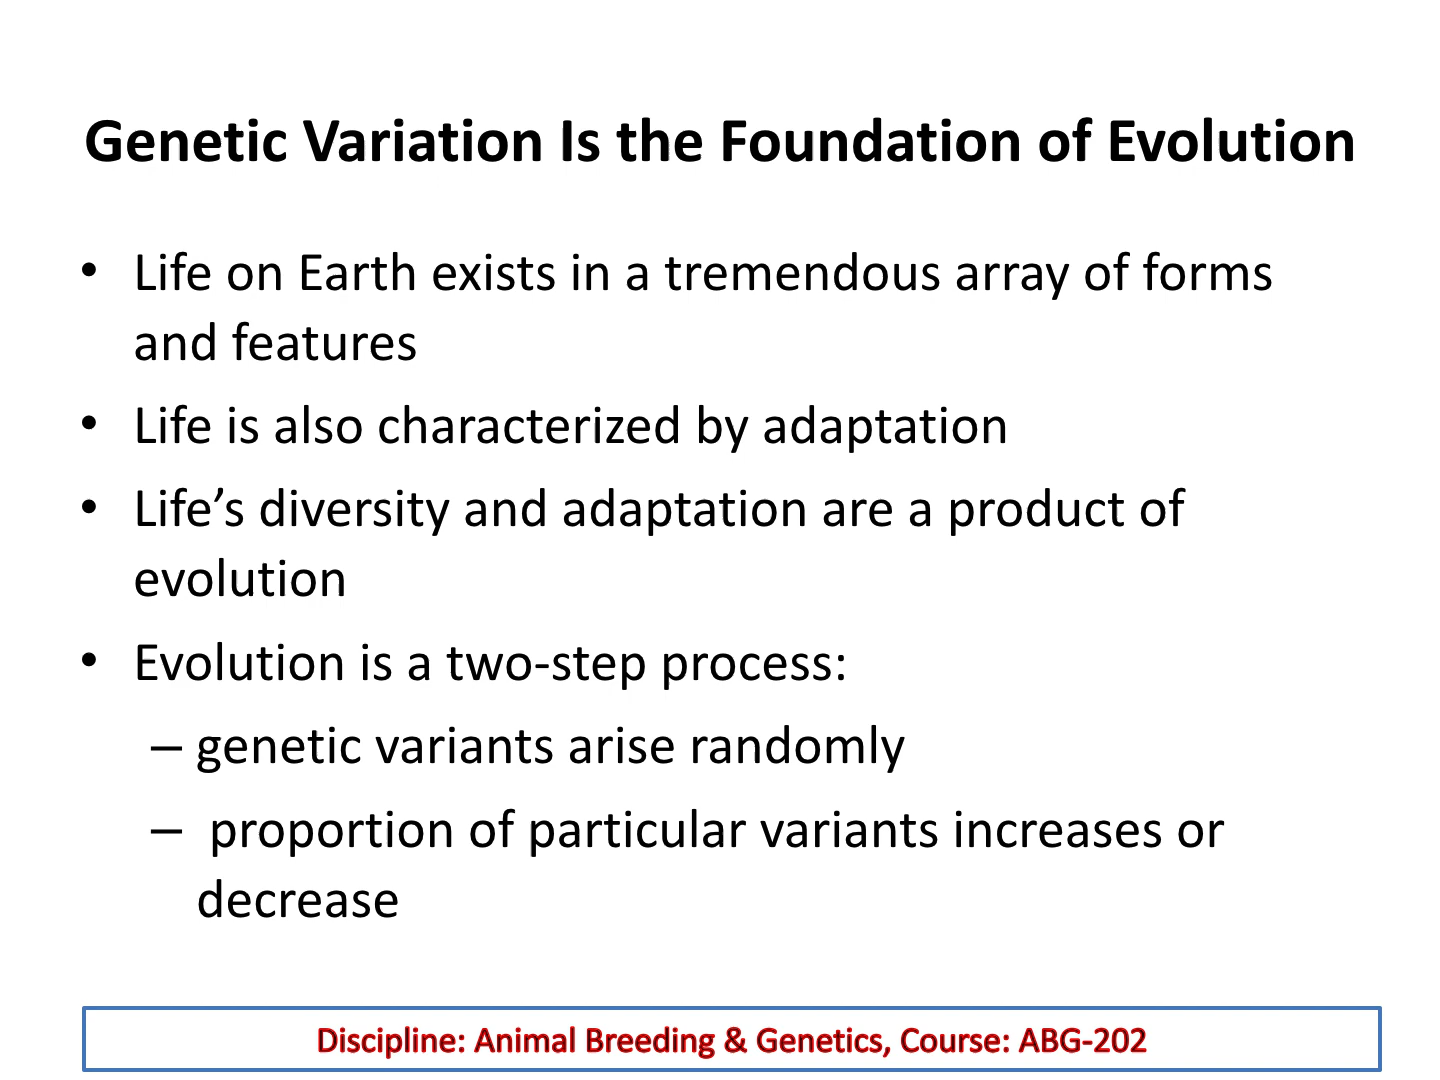 Genetic Variation Is the Foundation of Evolution
• Life on Earth exists in a tremendous array of forms
and features
• Life is also characterized by adaptation
• Life’s diversity and adaptation are a product of
evolution
• Evolution is a two-step process:
– genetic variants arise randomly
– proportion of particular variants increases or
decrease
Discipline: Animal Breeding & Genetics, Course: ABG-202